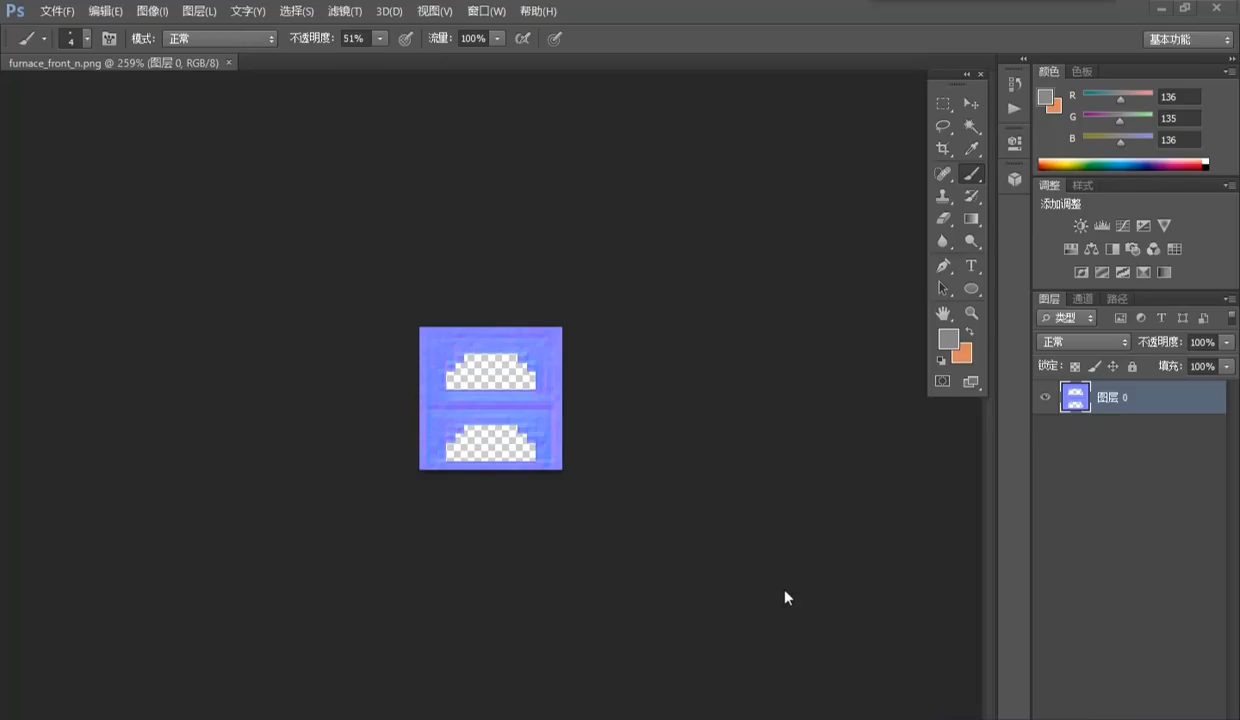 Ps 文件(F) 编辑(E) 图像(I) 图层(L) 文字(Y) 选择(S) 滤镜(T) 3D(D) 视图(V) 窗口(W) 帮助(H)
4 模式: 正常 不透明度: 51% 流量: 100% 基本功能
furnace_front_n.png @ 259% (图层 0, RGB/8) ×
颜色 色板
R 136
G 135
B 136
调整 样式
添加调整
图层 通道 路径
类型
正常 不透明度: 100%
锁定: 填充: 100%
图层 0